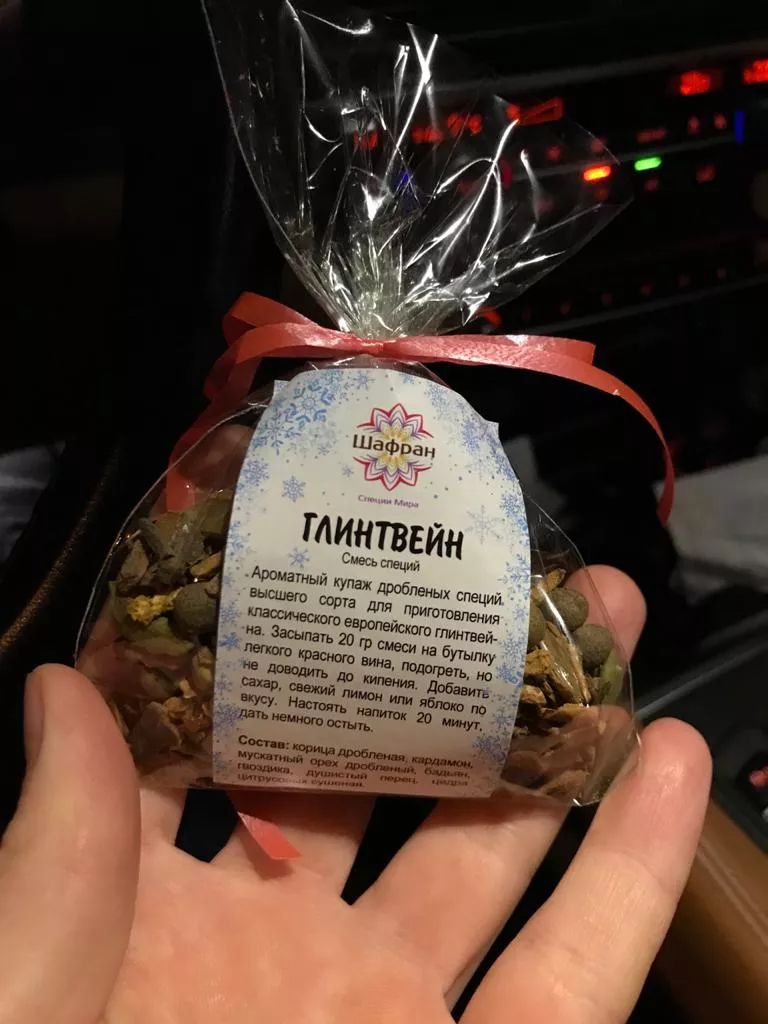 Шафран
Специи Мира
ГЛИНТВЕЙН
Смесь специй
Ароматный купаж дробленых специй
высшего сорта для приготовления
классического европейского глинтвей-
на. Засыпать 20 гр смеси на бутылку
легкого красного вина, подогреть, но
не доводить до кипения. Добавить
сахар, свежий лимон или яблоко по
вкусу. Настоять напиток 20 минут,
дать немного остыть.
Состав: корица дробленая, кардамон,
мускатный орех дробленый, бадьян,
гвоздика, душистый перец, цедра
цитрусовых сушеная.